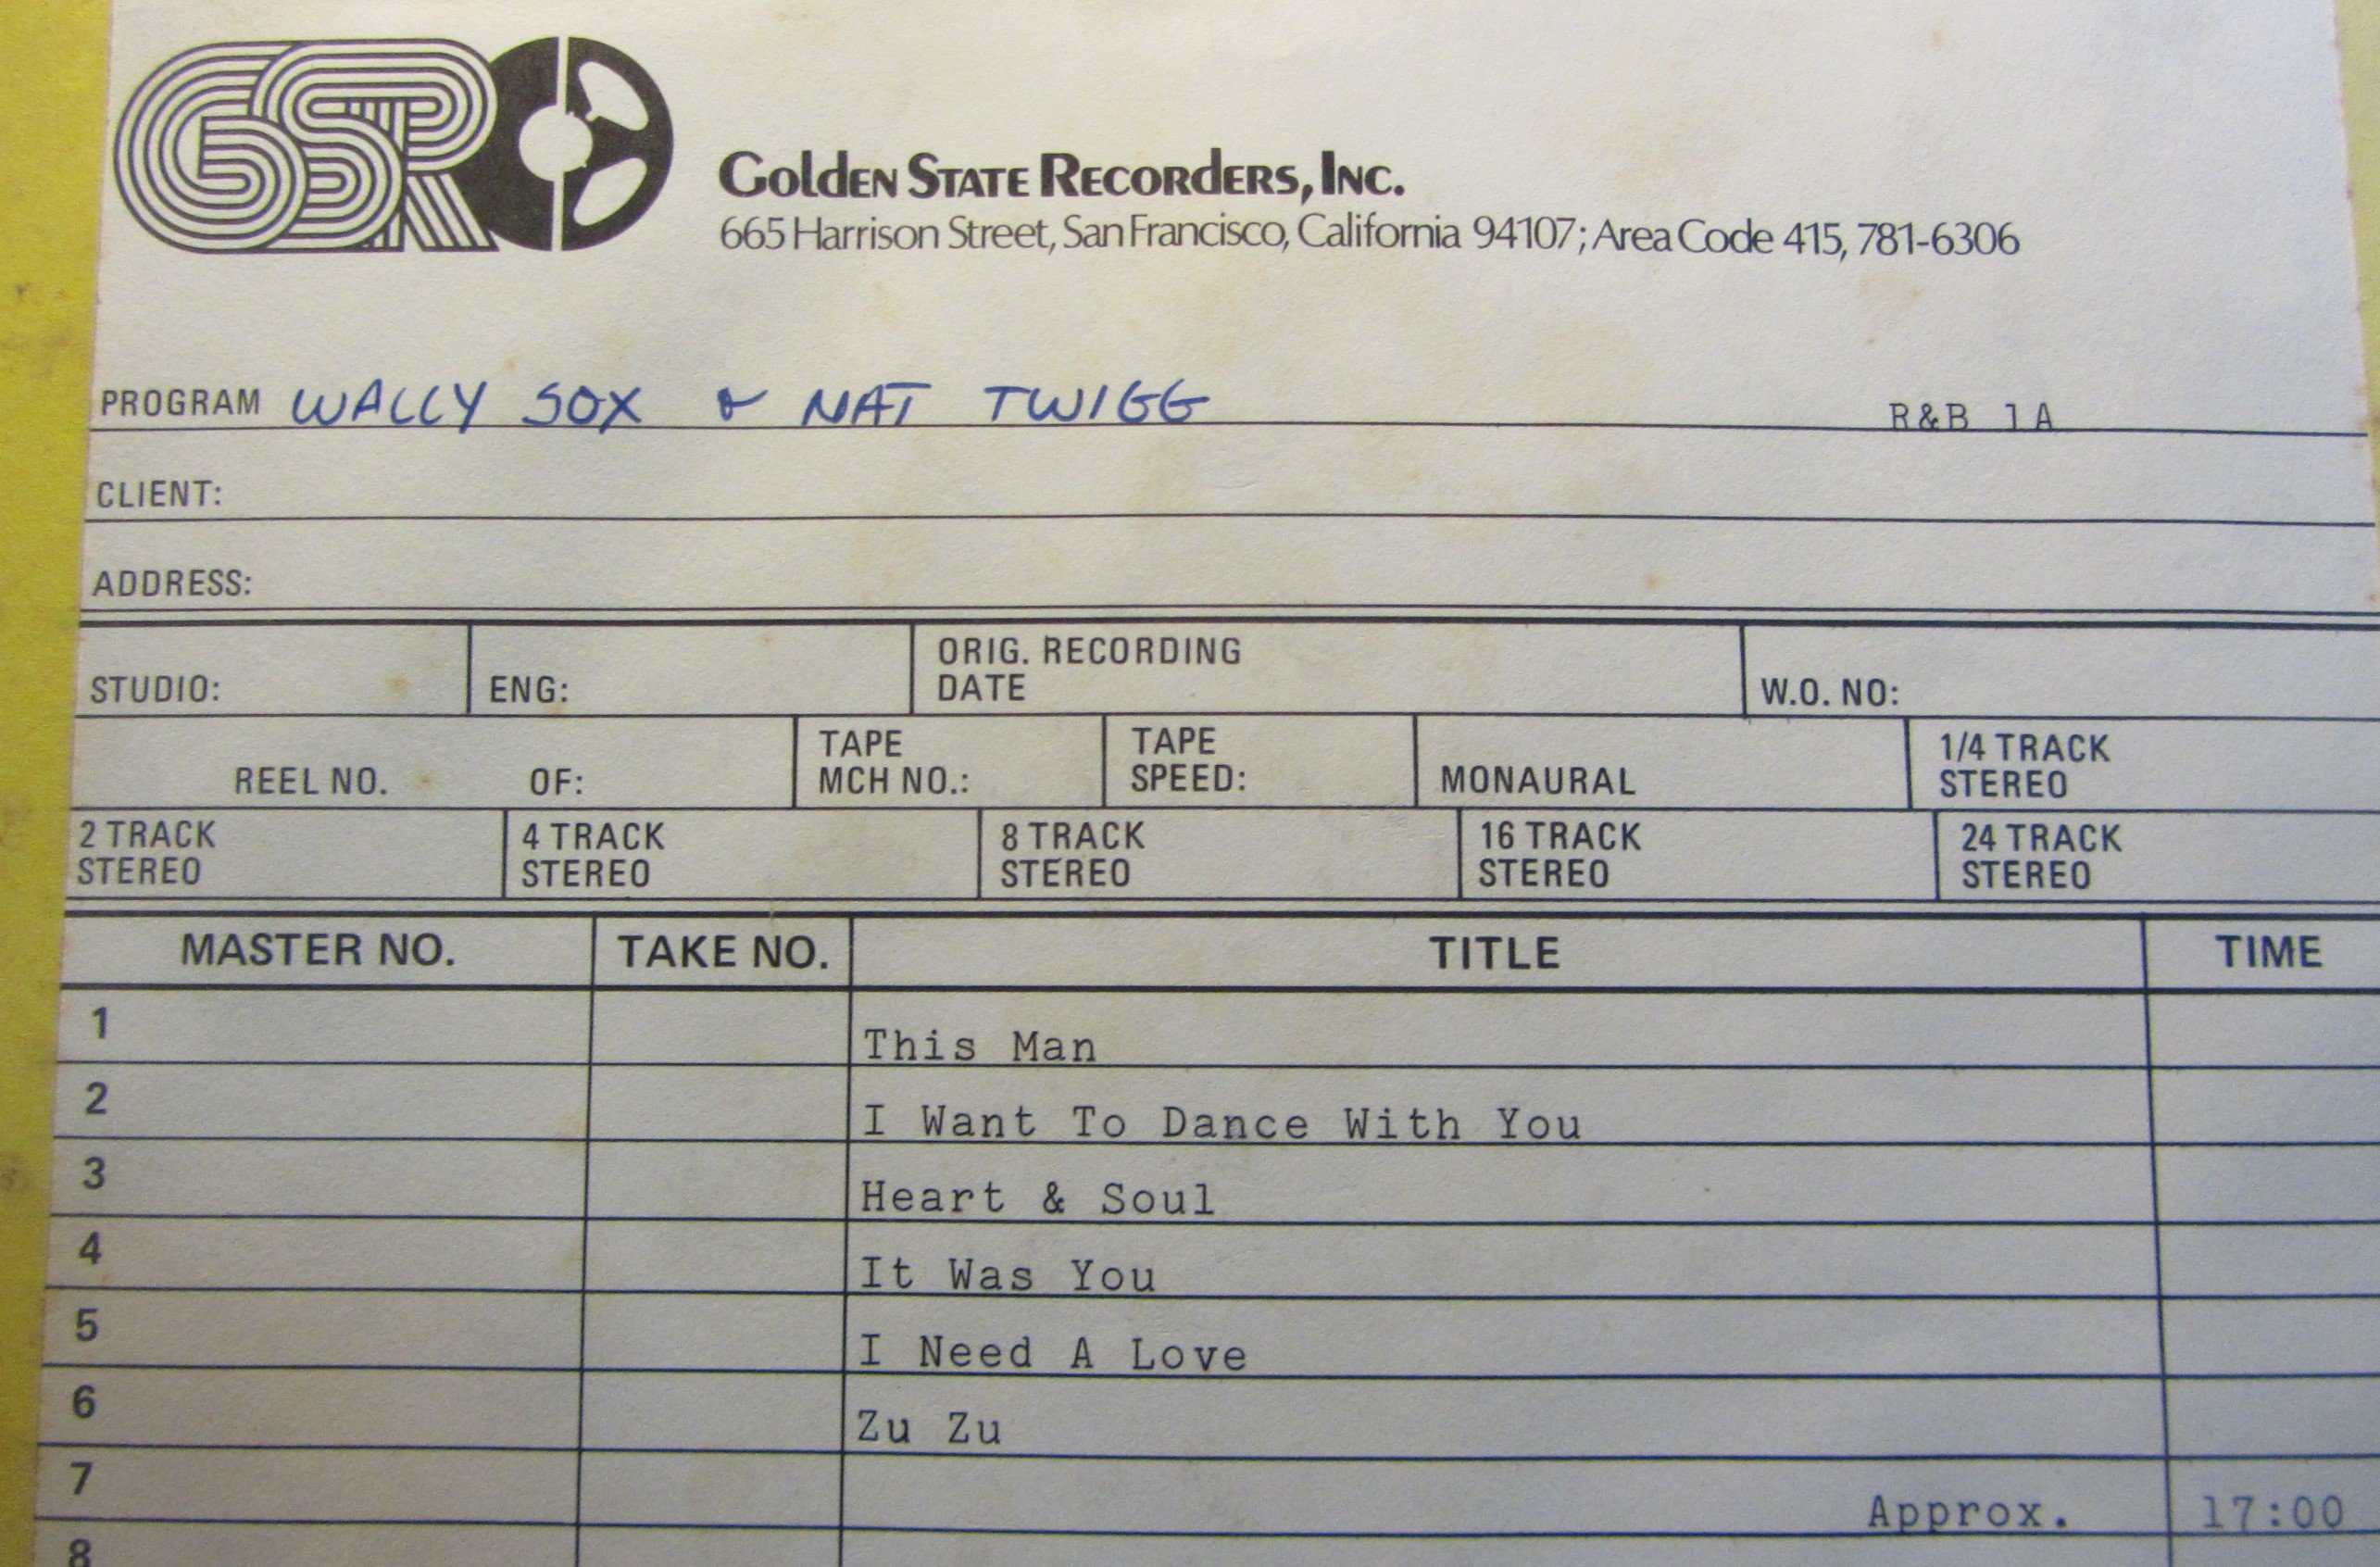 GSR
Golden State Recorders, Inc.
665 Harrison Street, San Francisco, California 94107; Area Code 415, 781-6306
PROGRAM WALLY SOX & NAT TWIGG R&B 1A
CLIENT:
ADDRESS:
STUDIO: ENG: ORIG. RECORDING DATE W.O. NO:
REEL NO. OF: TAPE MCH NO.: TAPE SPEED: MONAURAL 1/4 TRACK STEREO
2 TRACK STEREO 4 TRACK STEREO 8 TRACK STEREO 16 TRACK STEREO 24 TRACK STEREO
MASTER NO. TAKE NO. TITLE TIME
1 This Man
2 I Want To Dance With You
3 Heart & Soul
4 It Was You
5 I Need A Love
6 Zu Zu
7 Approx. 17:00
8